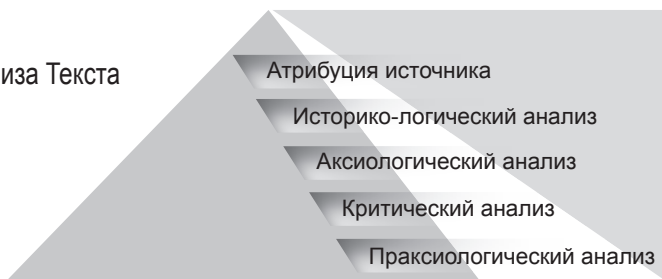 иза Текста
Атрибуция источника
Историко-логический анализ
Аксиологический анализ
Критический анализ
Праксиологический анализ